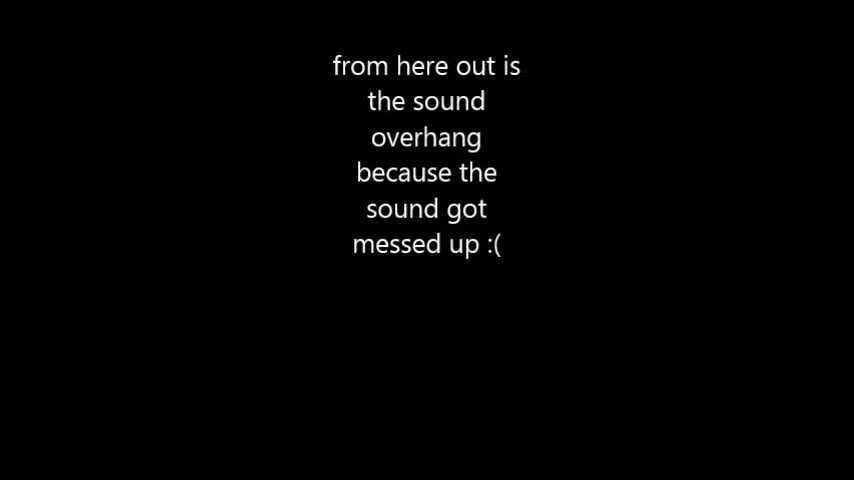 from here out is
the sound
overhang
because the
sound got
messed up :(